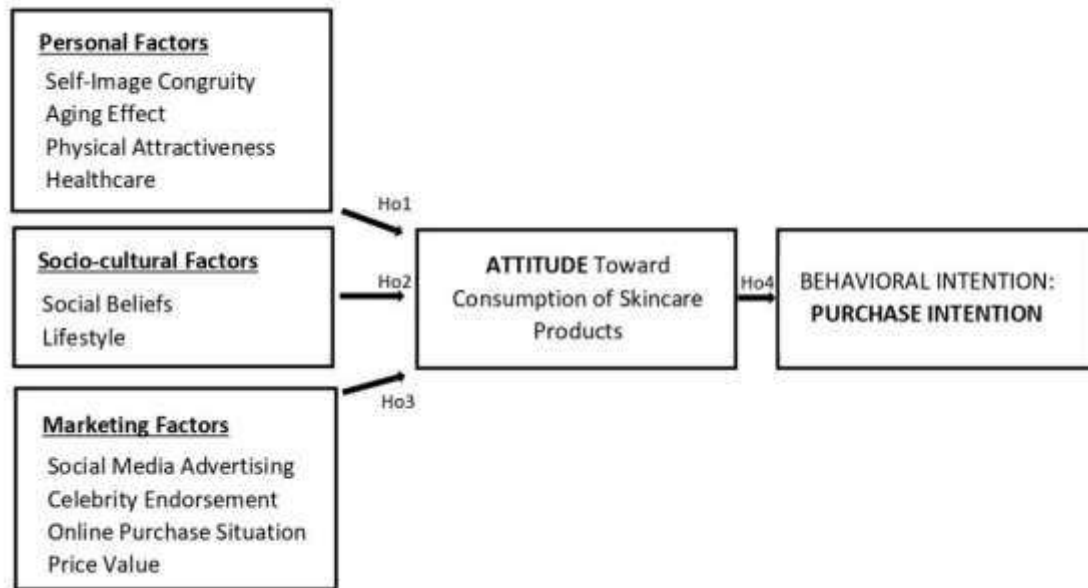 Personal Factors
Self-Image Congruity
Aging Effect
Physical Attractiveness
Healthcare
Ho1
Socio-cultural Factors
Social Beliefs
Lifestyle
Ho2
Marketing Factors
Social Media Advertising
Celebrity Endorsement
Online Purchase Situation
Price Value
Ho3
ATTITUDE Toward
Consumption of Skincare
Products
Ho4
BEHAVIORAL INTENTION:
PURCHASE INTENTION